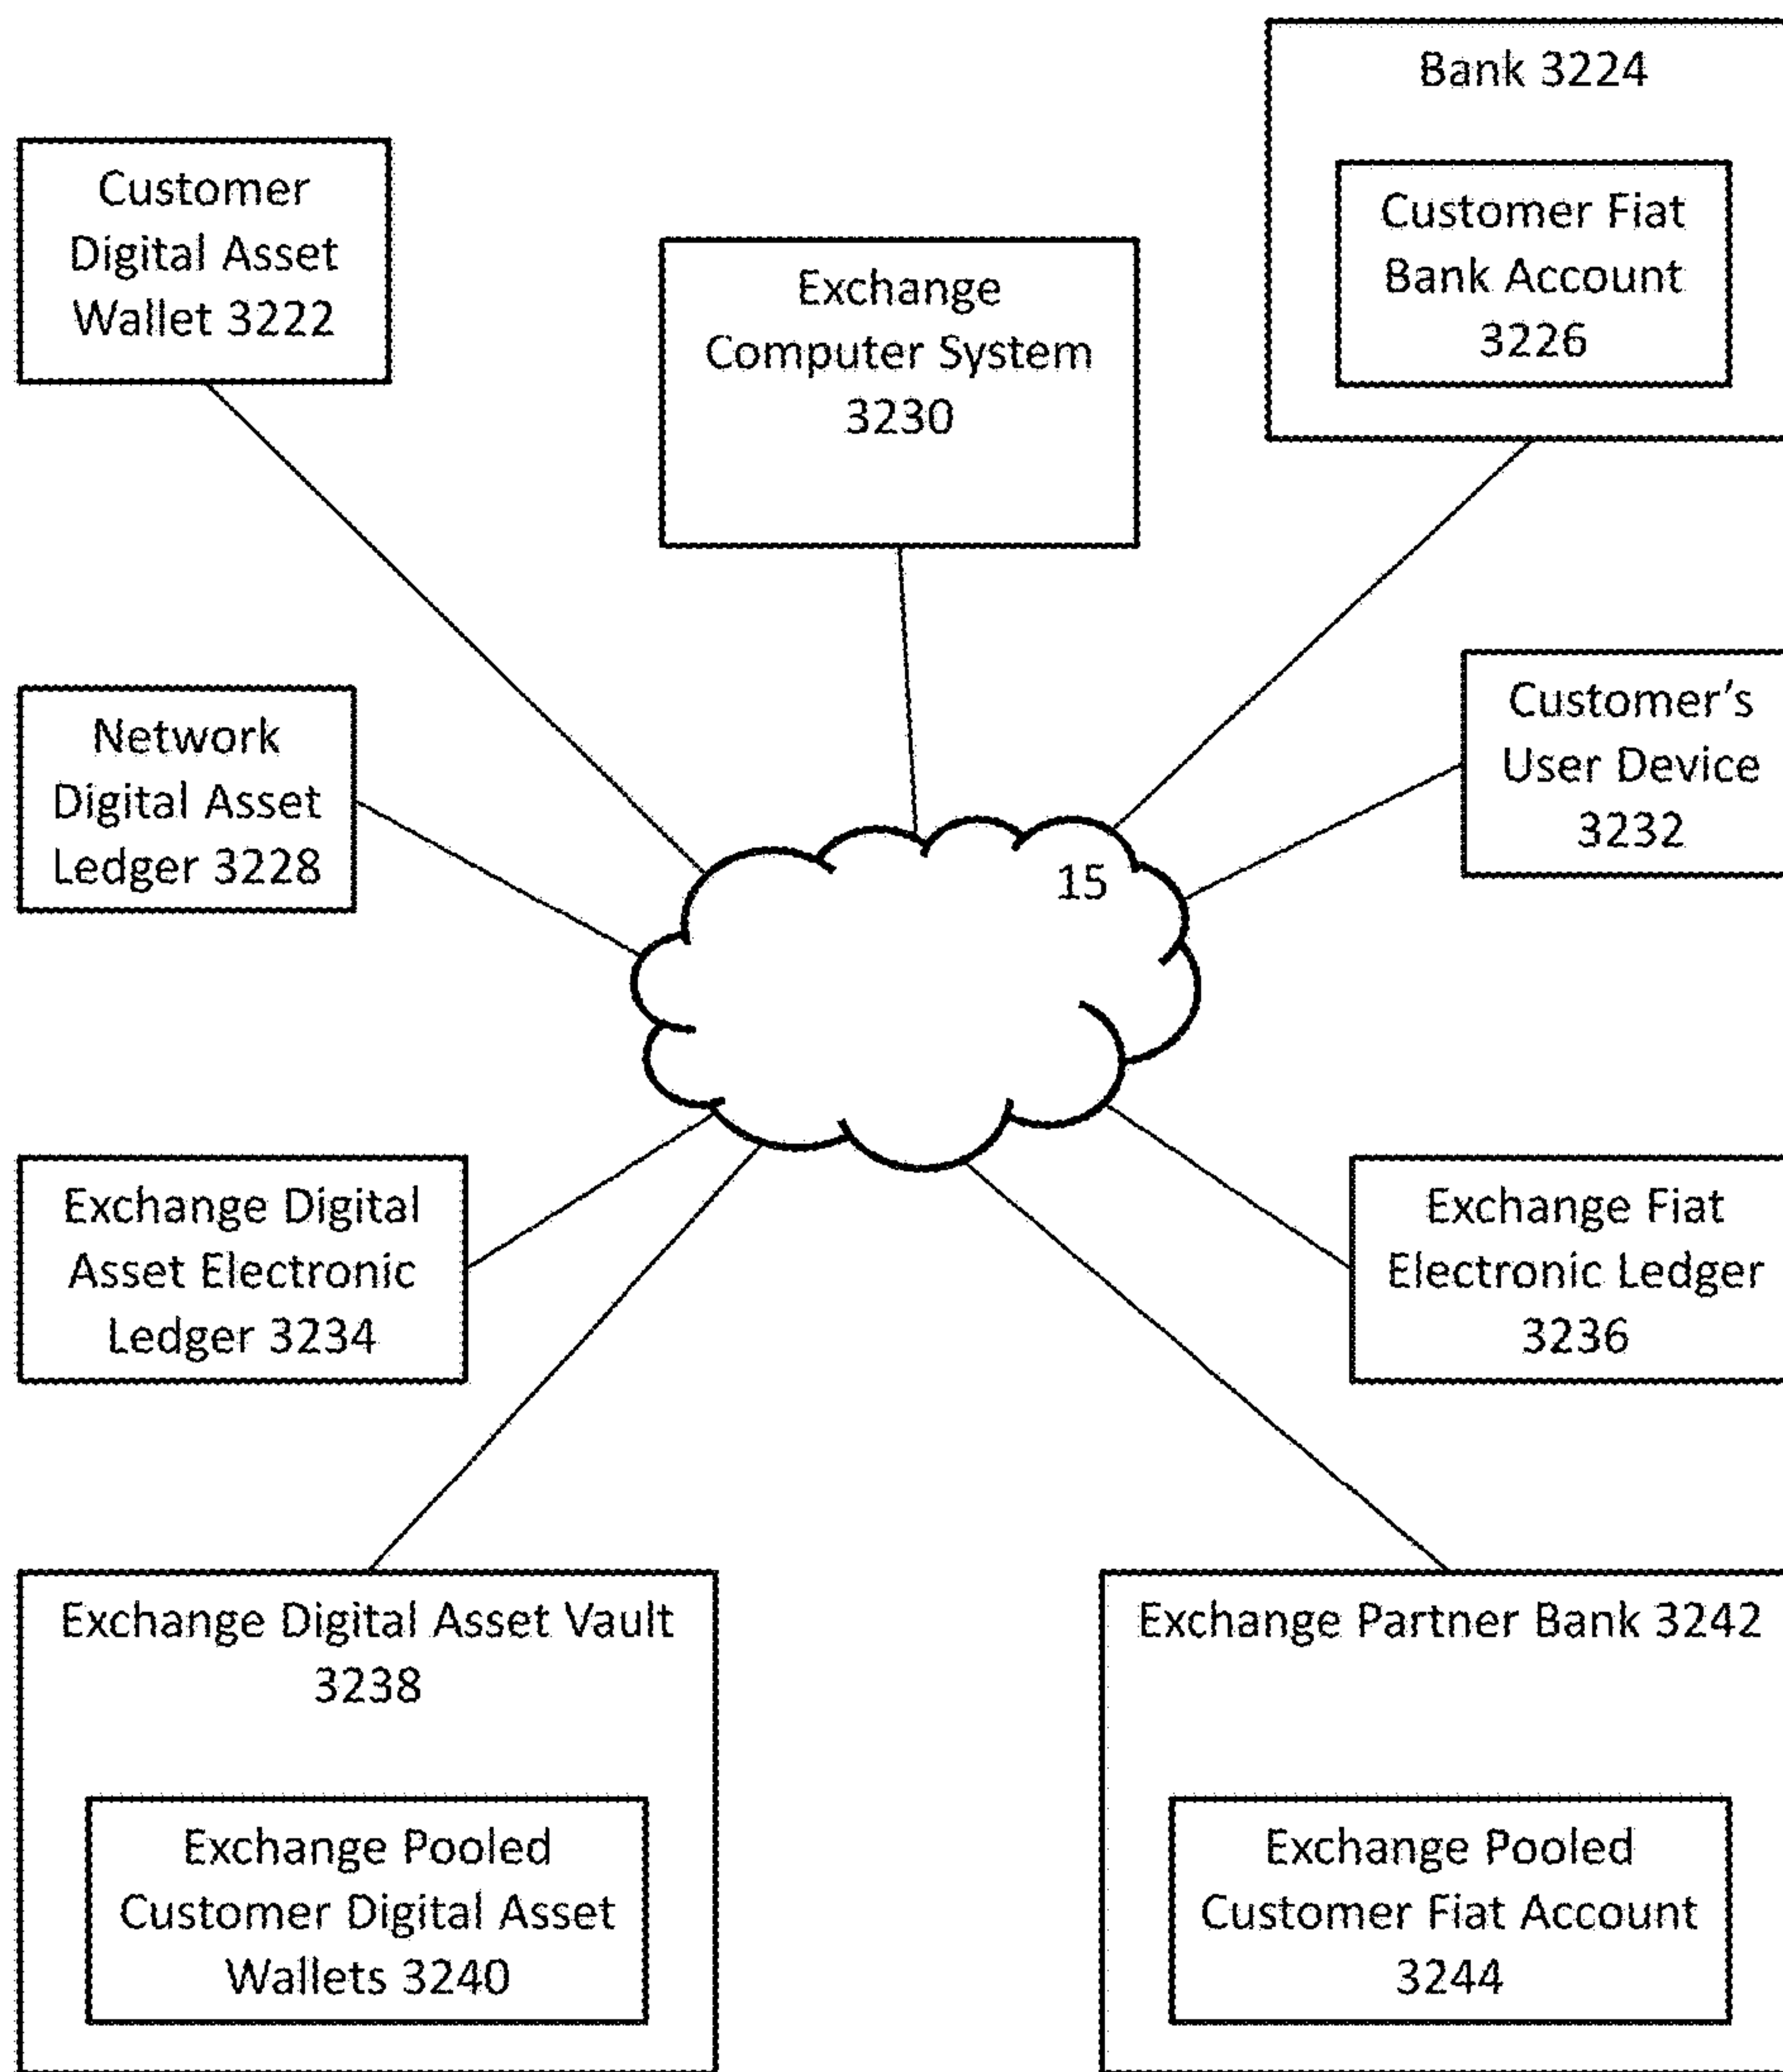 Bank 3224
Customer
Digital Asset
Wallet 3222
Customer Fiat
Bank Account
3226
Exchange
Computer System
3230
Network
Digital Asset
Ledger 3228
Customer's
User Device
3232
15
Exchange Digital
Asset Electronic
Ledger 3234
Exchange Fiat
Electronic Ledger
3236
Exchange Digital Asset Vault
3238
Exchange Pooled
Customer Digital Asset
Wallets 3240
Exchange Partner Bank 3242
Exchange Pooled
Customer Fiat Account
3244